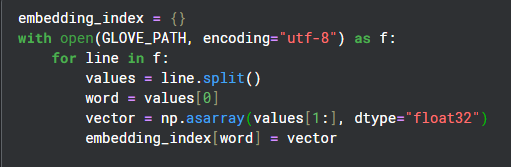 embedding_index = {}
with open(GLOVE_PATH, encoding="utf-8") as f:
    for line in f:
        values = line.split()
        word = values[0]
        vector = np.asarray(values[1:], dtype="float32")
        embedding_index[word] = vector